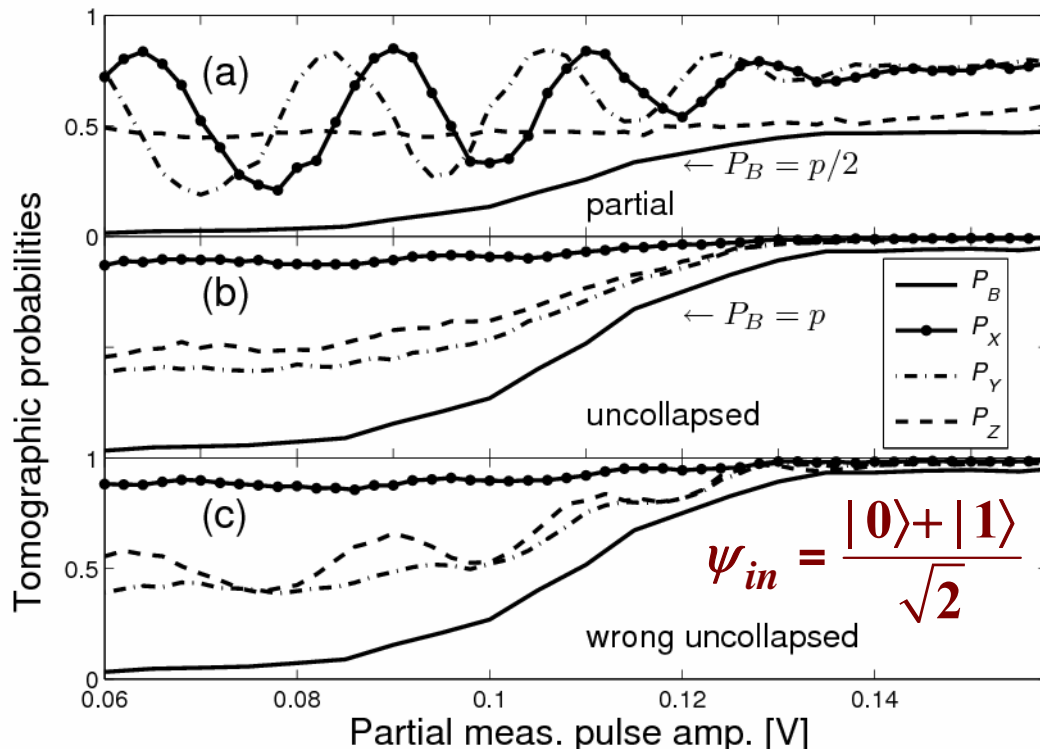 Tomographic probabilities
1
0.5
0
(a)
← P_B = p/2
partial
(b)
← P_B = p
uncollapsed
P_B
P_X
P_Y
P_Z
1
0.5
0
(c)
ψ_in = |0⟩+|1⟩ / √2
wrong uncollapsed
0.06 0.08 0.1 0.12 0.14
Partial meas. pulse amp. [V]